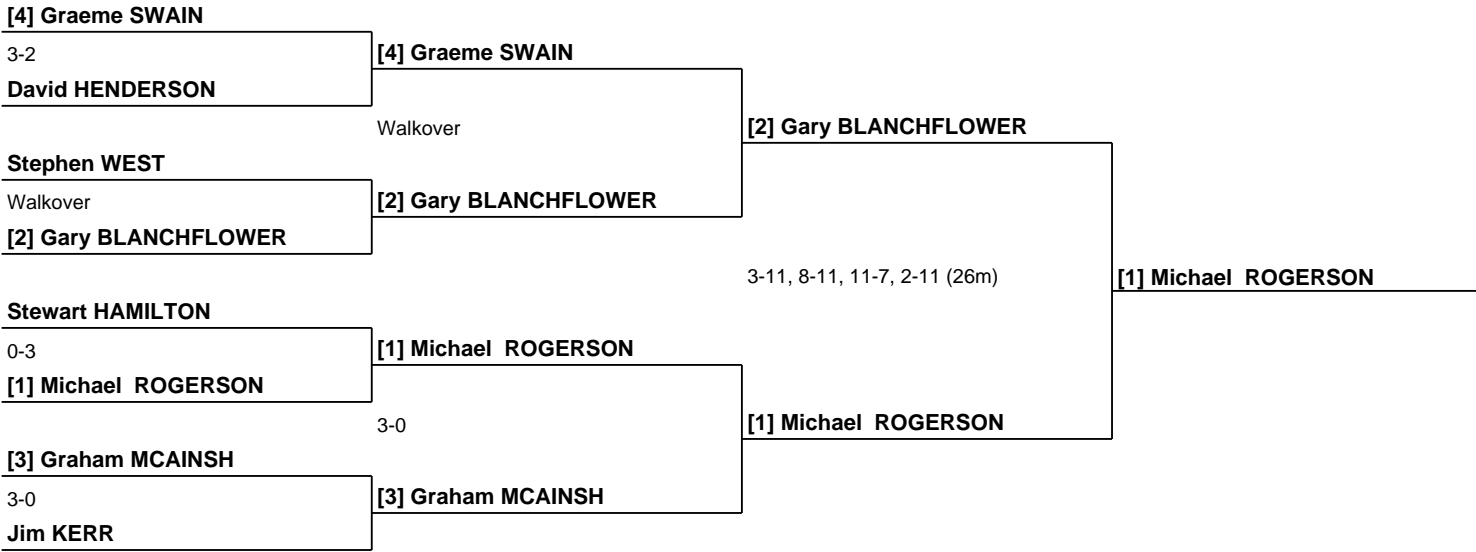 [4] Graeme SWAIN
3-2
David HENDERSON
Stephen WEST
Walkover
[2] Gary BLANCHFLOWER
Stewart HAMILTON
0-3
[1] Michael  ROGERSON
[3] Graham MCAINSH
3-0
Jim KERR
[4] Graeme SWAIN
Walkover
[2] Gary BLANCHFLOWER
[1] Michael  ROGERSON
3-0
[3] Graham MCAINSH
[2] Gary BLANCHFLOWER
3-11, 8-11, 11-7, 2-11 (26m)
[1] Michael  ROGERSON
[1] Michael  ROGERSON